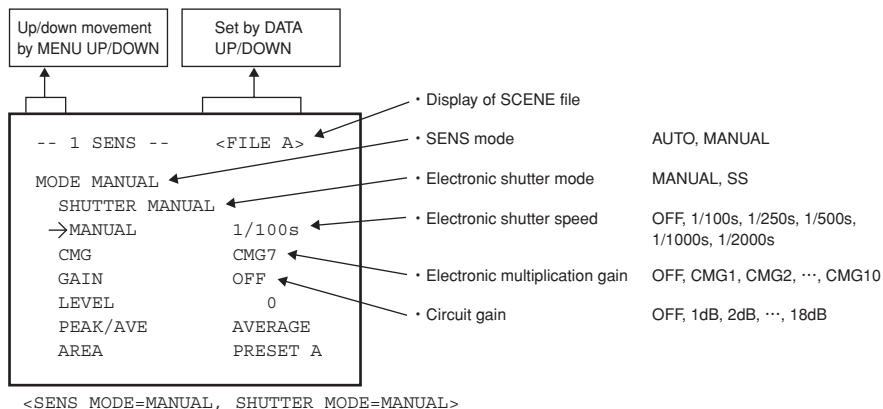 Up/down movement
by MENU UP/DOWN
Set by DATA
UP/DOWN
-- 1 SENS -- <FILE A>
MODE MANUAL
SHUTTER MANUAL
→MANUAL 1/100s
CMG CMG7
GAIN OFF
LEVEL 0
PEAK/AVE AVERAGE
AREA PRESET A
・Display of SCENE file
・SENS mode AUTO, MANUAL
・Electronic shutter mode MANUAL, SS
・Electronic shutter speed OFF, 1/100s, 1/250s, 1/500s,
1/1000s, 1/2000s
・Electronic multiplication gain OFF, CMG1, CMG2, ···, CMG10
・Circuit gain OFF, 1dB, 2dB, ···, 18dB
<SENS MODE=MANUAL, SHUTTER MODE=MANUAL>